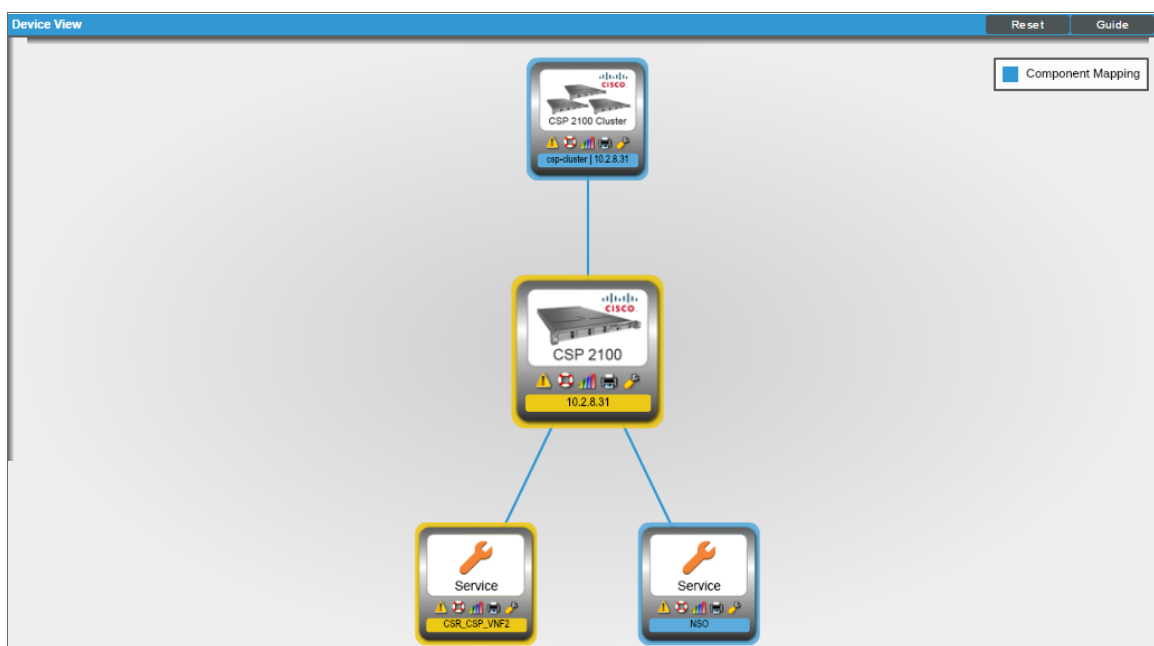 Device View
Reset
Guide
Component Mapping
CISCO
CSP 2100 Cluster
csp-cluster | 10.2.8.31
CISCO
CSP 2100
10.2.8.31
Service
CSR_CSP_VNF2
Service
NSO